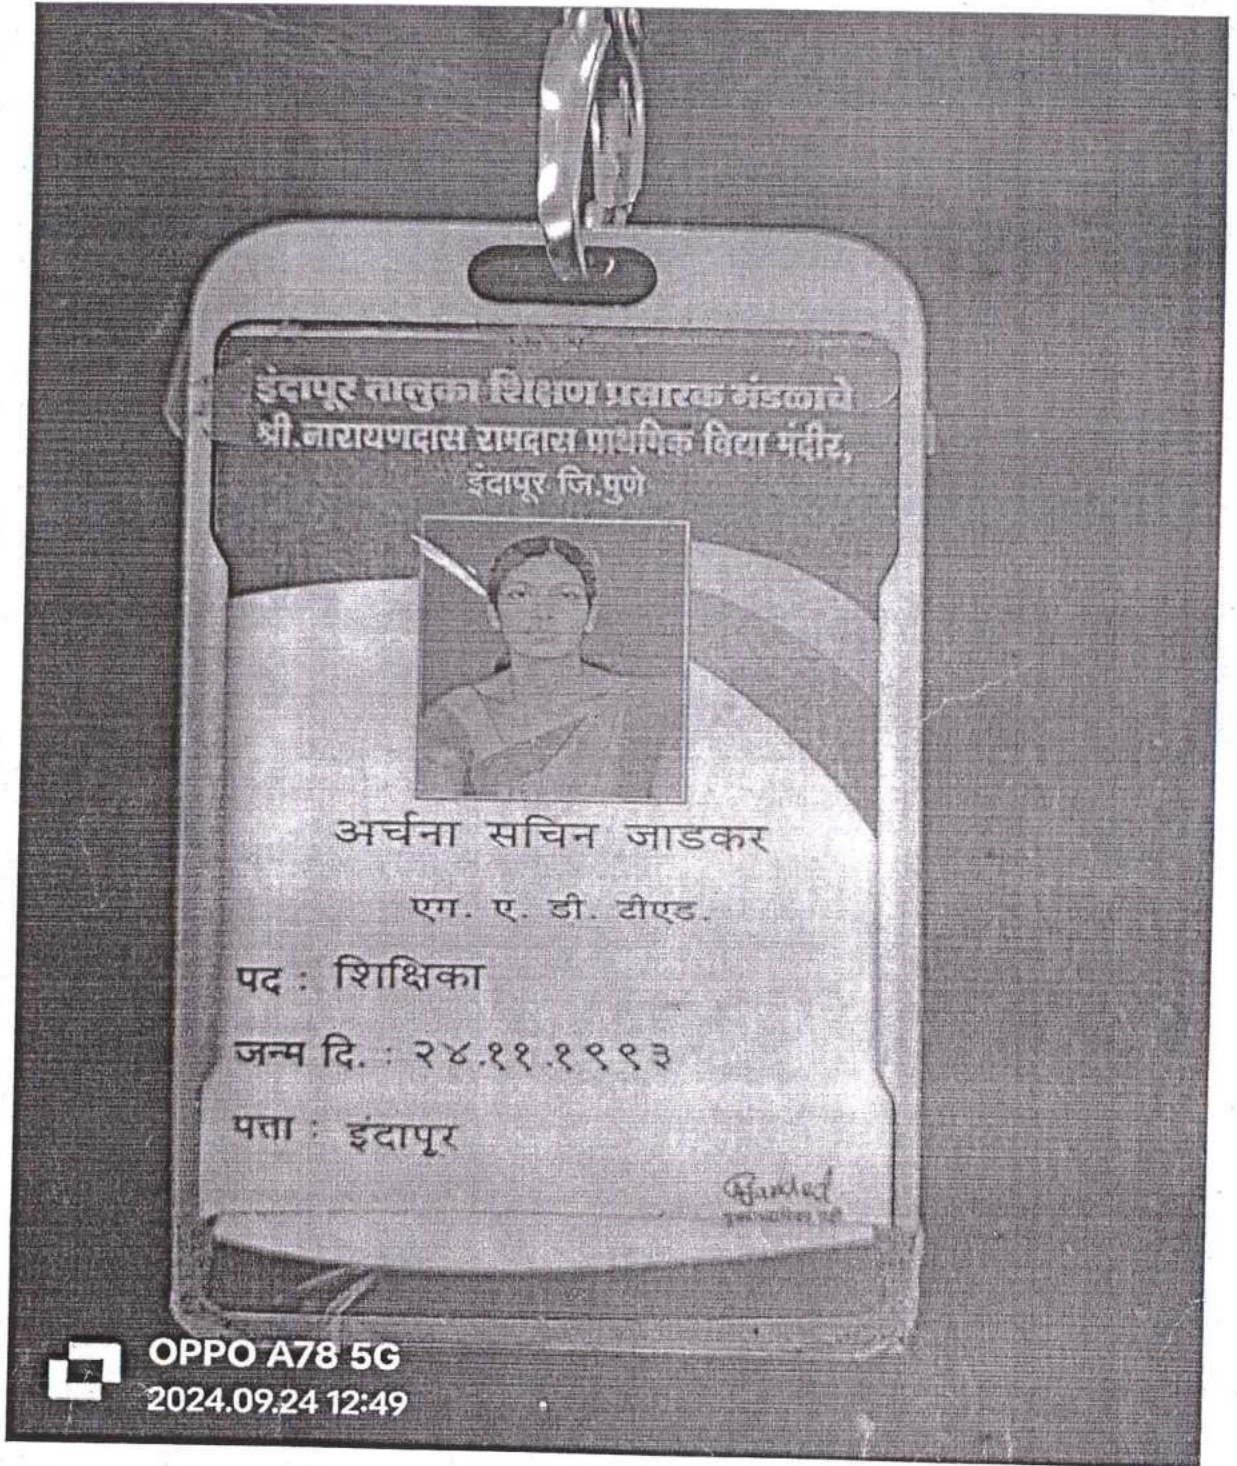 इंदापूर तालुका शिक्षण प्रसारक मंडळाचे
श्री.नारायणदास रामदास प्राथमिक विद्या मंदीर,
इंदापूर जि.पुणे
अर्चना सचिन जाडकर
एम. ए. डी. टीएड.
पद : शिक्षिका
जन्म दि. : २४.११.१९९३
पत्ता : इंदापूर
OPPO A78 5G
2024.09.24 12:49